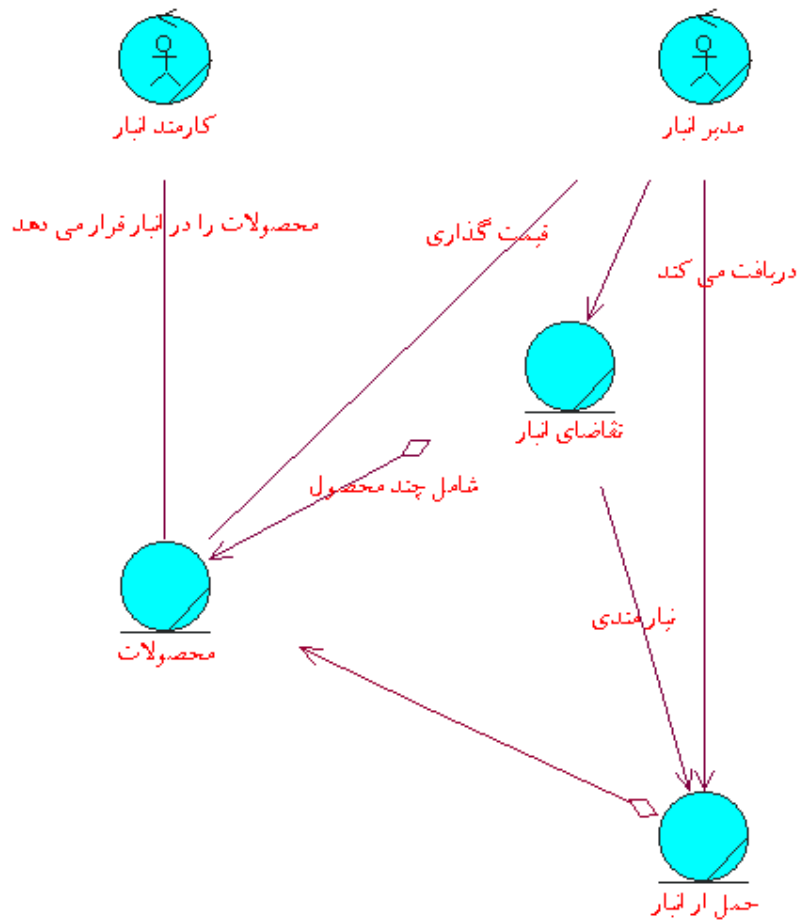 مدیر انبار
کارمند انبار
قیمت گذاری
محصولات را در انبار قرار می دهد
دریافت می کند
تقاضای انبار
شامل چند محصول
نیازمندی
محصولات
حمل از انبار